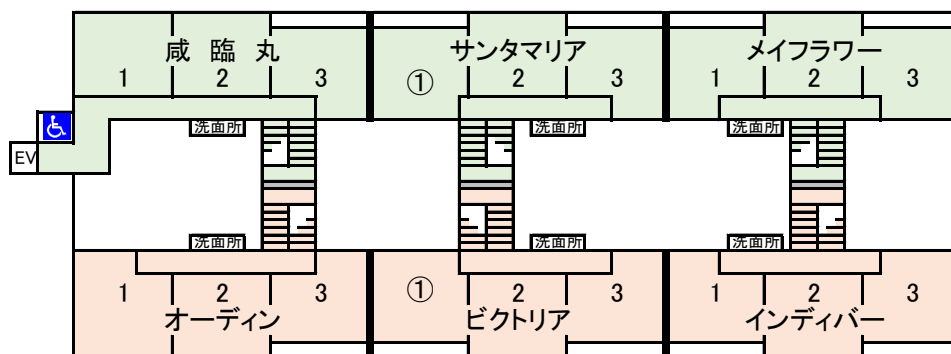 咸 臨 丸
サンタマリア
メイフラワー
1 2 3
① 2 3
1 2 3
洗面所
洗面所
洗面所
EV
洗面所
洗面所
洗面所
1 2 3
① 2 3
1 2 3
オーディン
ビクトリア
インディバー